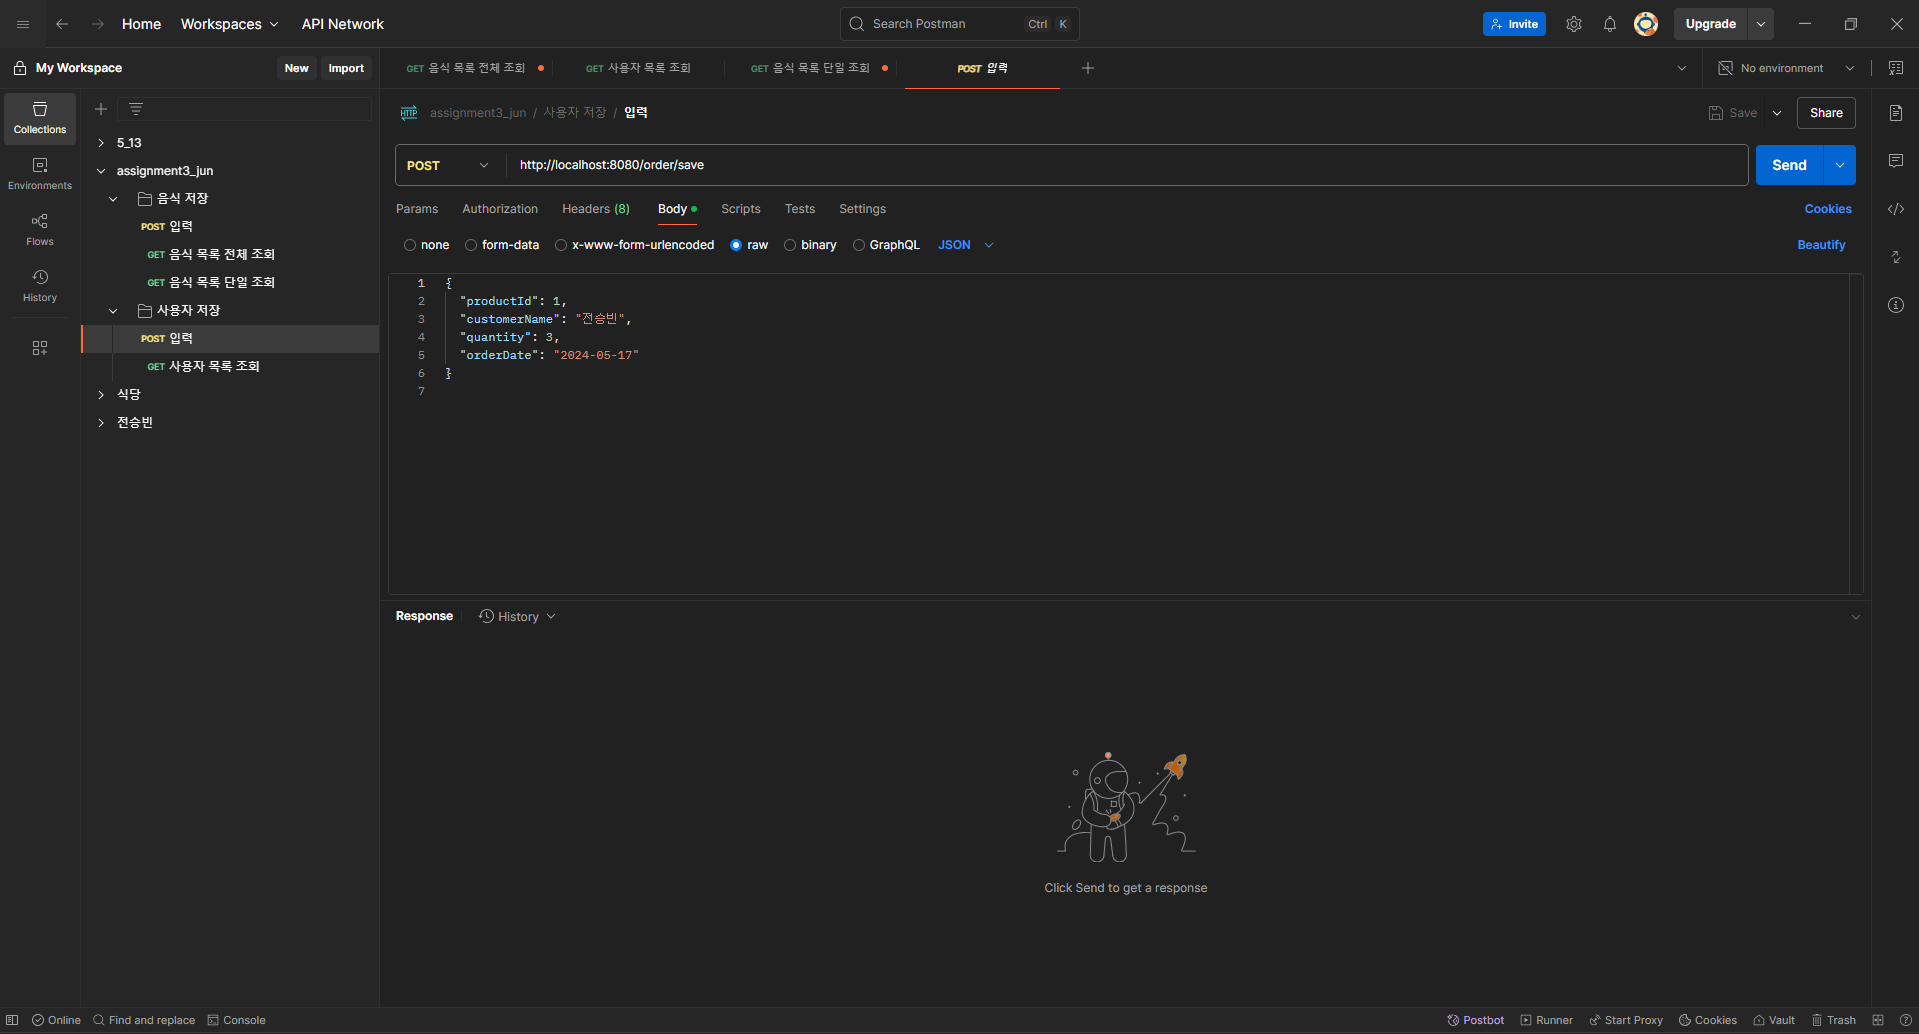 Home Workspaces API Network Search Postman Ctrl K Invite Upgrade
My Workspace New Import
GET 음식 목록 전체 조회 GET 사용자 목록 조회 GET 음식 목록 단일 조회 POST 입력 No environment
Collections
Environments
Flows
History
5_13
assignment3_jun
음식 저장
POST 입력
GET 음식 목록 전체 조회
GET 음식 목록 단일 조회
사용자 저장
POST 입력
GET 사용자 목록 조회
식당
전승빈
HTTP assignment3_jun / 사용자 저장 / 입력 Save Share
POST http://localhost:8080/order/save Send
Params Authorization Headers (8) Body Scripts Tests Settings Cookies
none form-data x-www-form-urlencoded raw binary GraphQL JSON Beautify
1 {
2 "productId": 1,
3 "customerName": "전승빈",
4 "quantity": 3,
5 "orderDate": "2024-05-17"
6 }
7
Response History
Click Send to get a response
Online Find and replace Console Postbot Runner Start Proxy Cookies Vault Trash